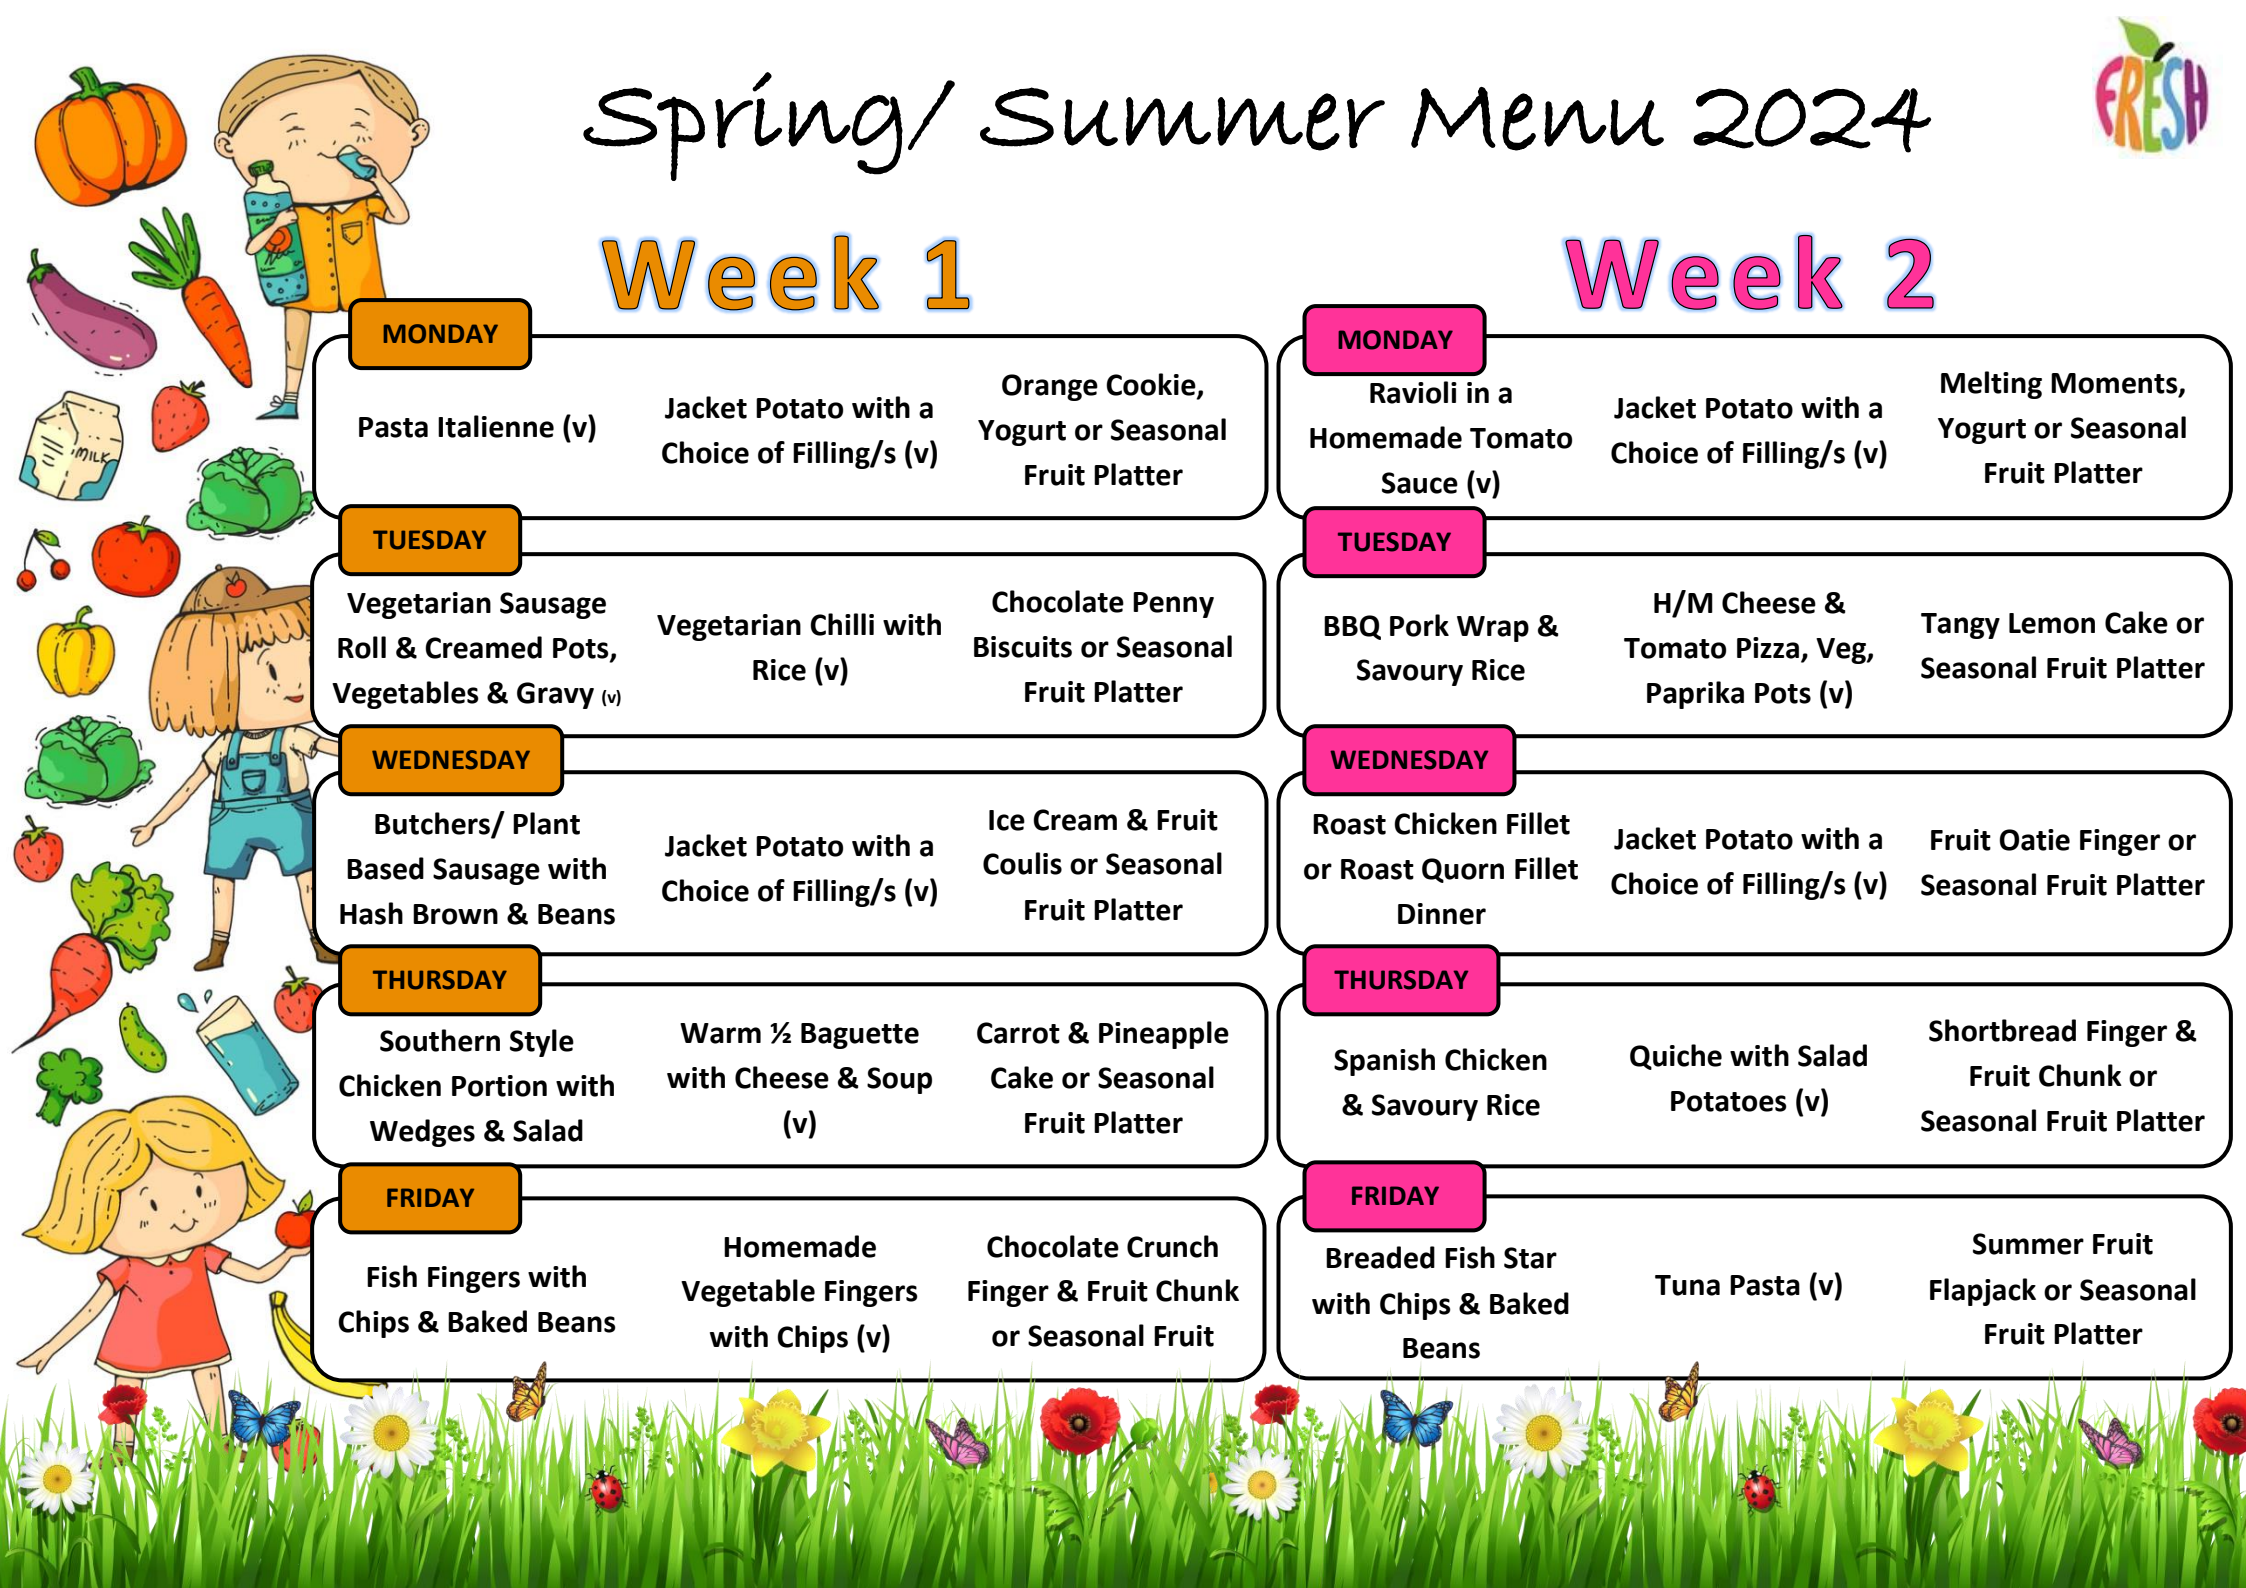 Spring/ Summer Menu 2024
FRESH
Week 1
MONDAY
Pasta Italienne (v)
Jacket Potato with a
Choice of Filling/s (v)
Orange Cookie,
Yogurt or Seasonal
Fruit Platter
TUESDAY
Vegetarian Sausage
Roll & Creamed Pots,
Vegetables & Gravy (v)
Vegetarian Chilli with
Rice (v)
Chocolate Penny
Biscuits or Seasonal
Fruit Platter
WEDNESDAY
Butchers/ Plant
Based Sausage with
Hash Brown & Beans
Jacket Potato with a
Choice of Filling/s (v)
Ice Cream & Fruit
Coulis or Seasonal
Fruit Platter
THURSDAY
Southern Style
Chicken Portion with
Wedges & Salad
Warm ½ Baguette
with Cheese & Soup
(v)
Carrot & Pineapple
Cake or Seasonal
Fruit Platter
FRIDAY
Fish Fingers with
Chips & Baked Beans
Homemade
Vegetable Fingers
with Chips (v)
Chocolate Crunch
Finger & Fruit Chunk
or Seasonal Fruit
Week 2
MONDAY
Ravioli in a
Homemade Tomato
Sauce (v)
Jacket Potato with a
Choice of Filling/s (v)
Melting Moments,
Yogurt or Seasonal
Fruit Platter
TUESDAY
BBQ Pork Wrap &
Savoury Rice
H/M Cheese &
Tomato Pizza, Veg,
Paprika Pots (v)
Tangy Lemon Cake or
Seasonal Fruit Platter
WEDNESDAY
Roast Chicken Fillet
or Roast Quorn Fillet
Dinner
Jacket Potato with a
Choice of Filling/s (v)
Fruit Oatie Finger or
Seasonal Fruit Platter
THURSDAY
Spanish Chicken
& Savoury Rice
Quiche with Salad
Potatoes (v)
Shortbread Finger &
Fruit Chunk or
Seasonal Fruit Platter
FRIDAY
Breaded Fish Star
with Chips & Baked
Beans
Tuna Pasta (v)
Summer Fruit
Flapjack or Seasonal
Fruit Platter
MILK